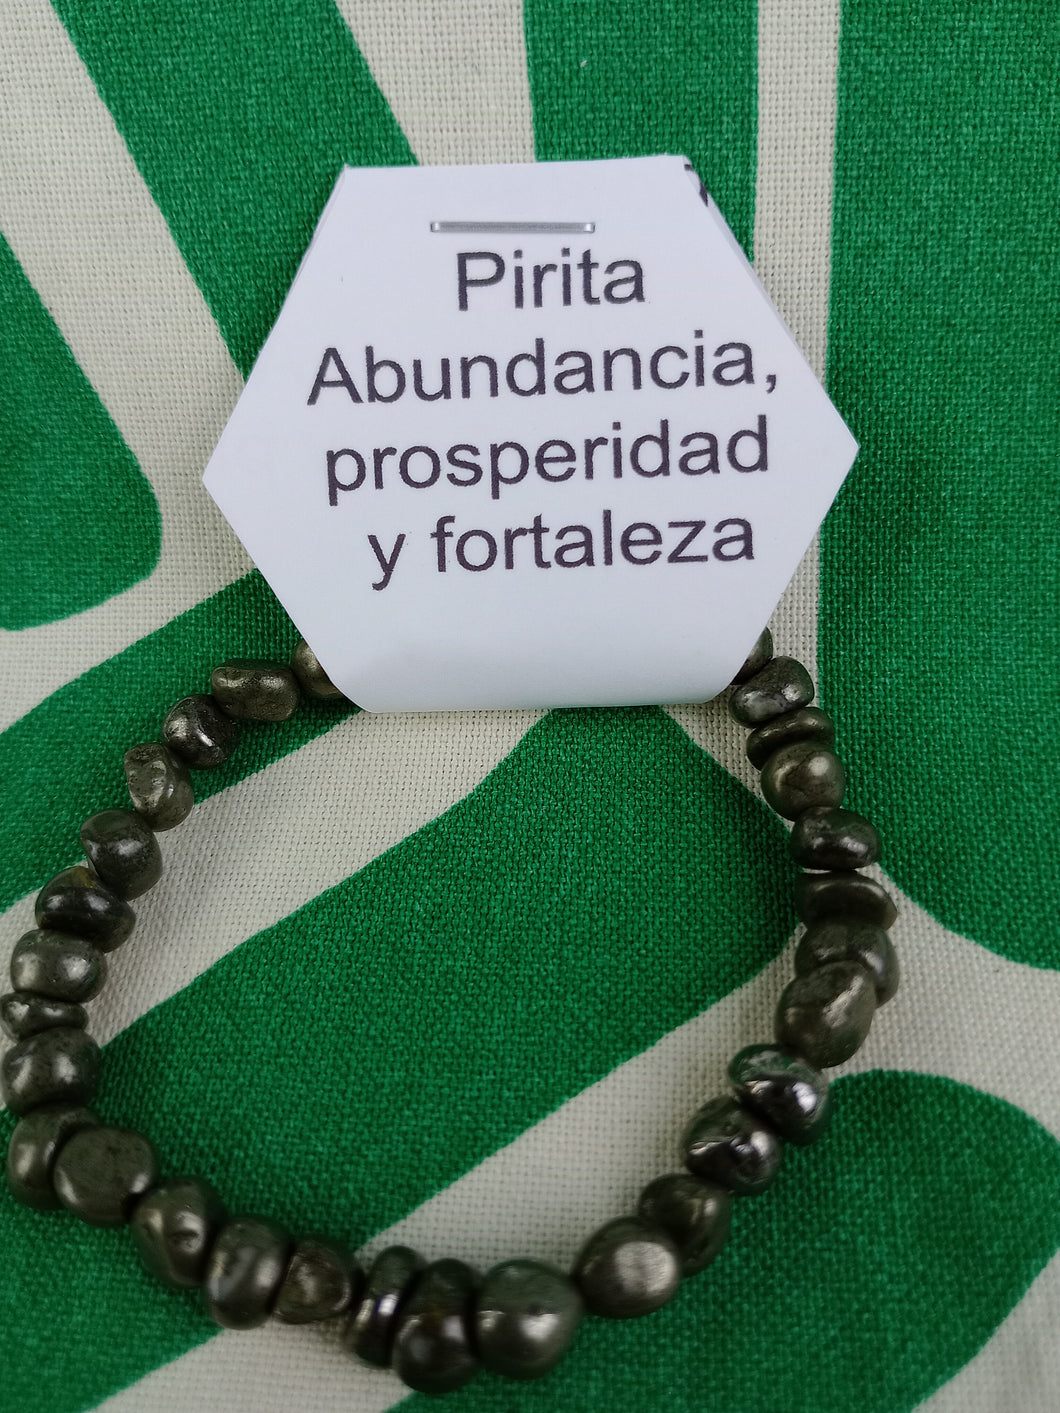 Pirita
Abundancia,
prosperidad
y fortaleza